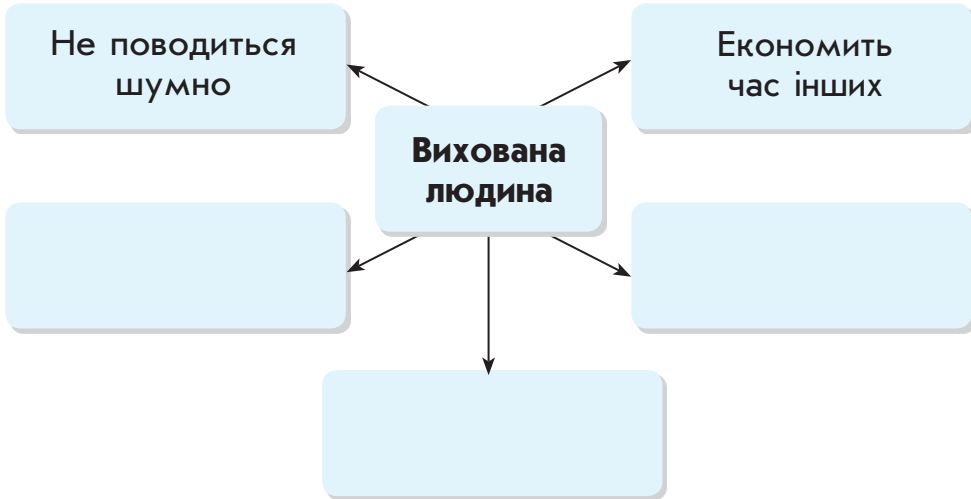 Не поводиться
шумно
Економить
час інших
Вихована
людина